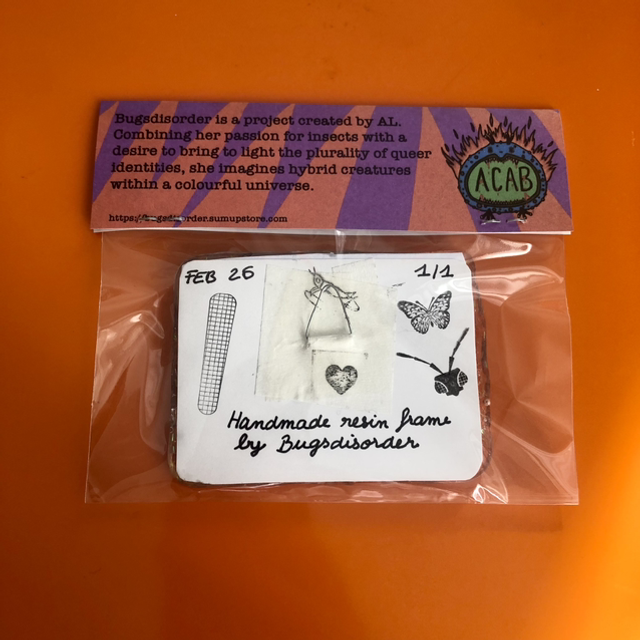 Bugsdisorder is a project created by AL.
Combining her passion for insects with a
desire to bring to light the plurality of queer
identities, she imagines hybrid creatures
within a colourful universe.
https://bugsdisorder.sumupstore.com
ACAB
FEB 26
1/1
Handmade resin frame
by Bugsdisorder